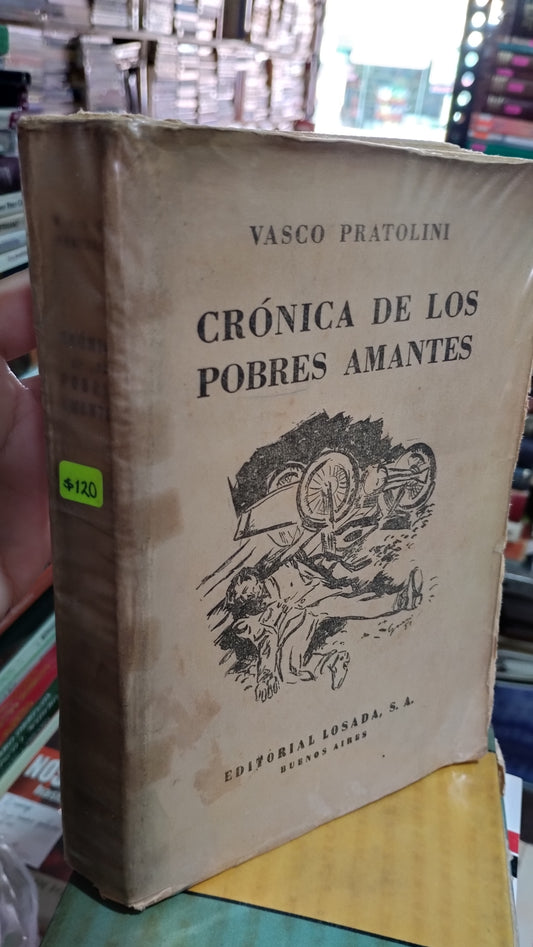 VASCO PRATOLINI
CRÓNICA DE LOS
POBRES AMANTES
EDITORIAL LOSADA, S. A.
BUENOS AIRES
$120